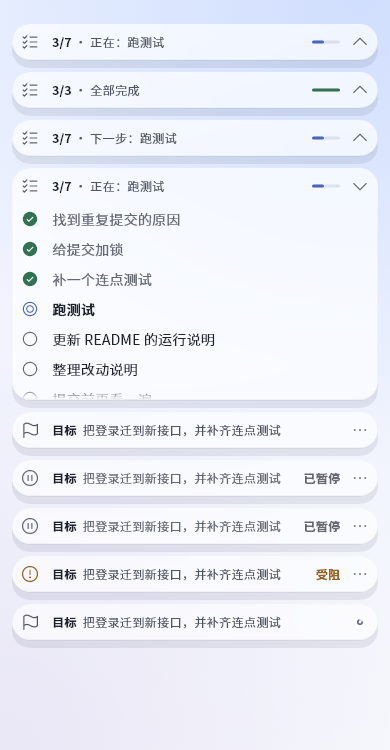 3/7 · 正在：跑测试
3/3 · 全部完成
3/7 · 下一步：跑测试
3/7 · 正在：跑测试
找到重复提交的原因
给提交加锁
补一个连点测试
跑测试
更新 README 的运行说明
整理改动说明
目标 把登录迁到新接口，并补齐连点测试
目标 把登录迁到新接口，并补齐连点测试 已暂停
目标 把登录迁到新接口，并补齐连点测试 已暂停
目标 把登录迁到新接口，并补齐连点测试 受阻
目标 把登录迁到新接口，并补齐连点测试